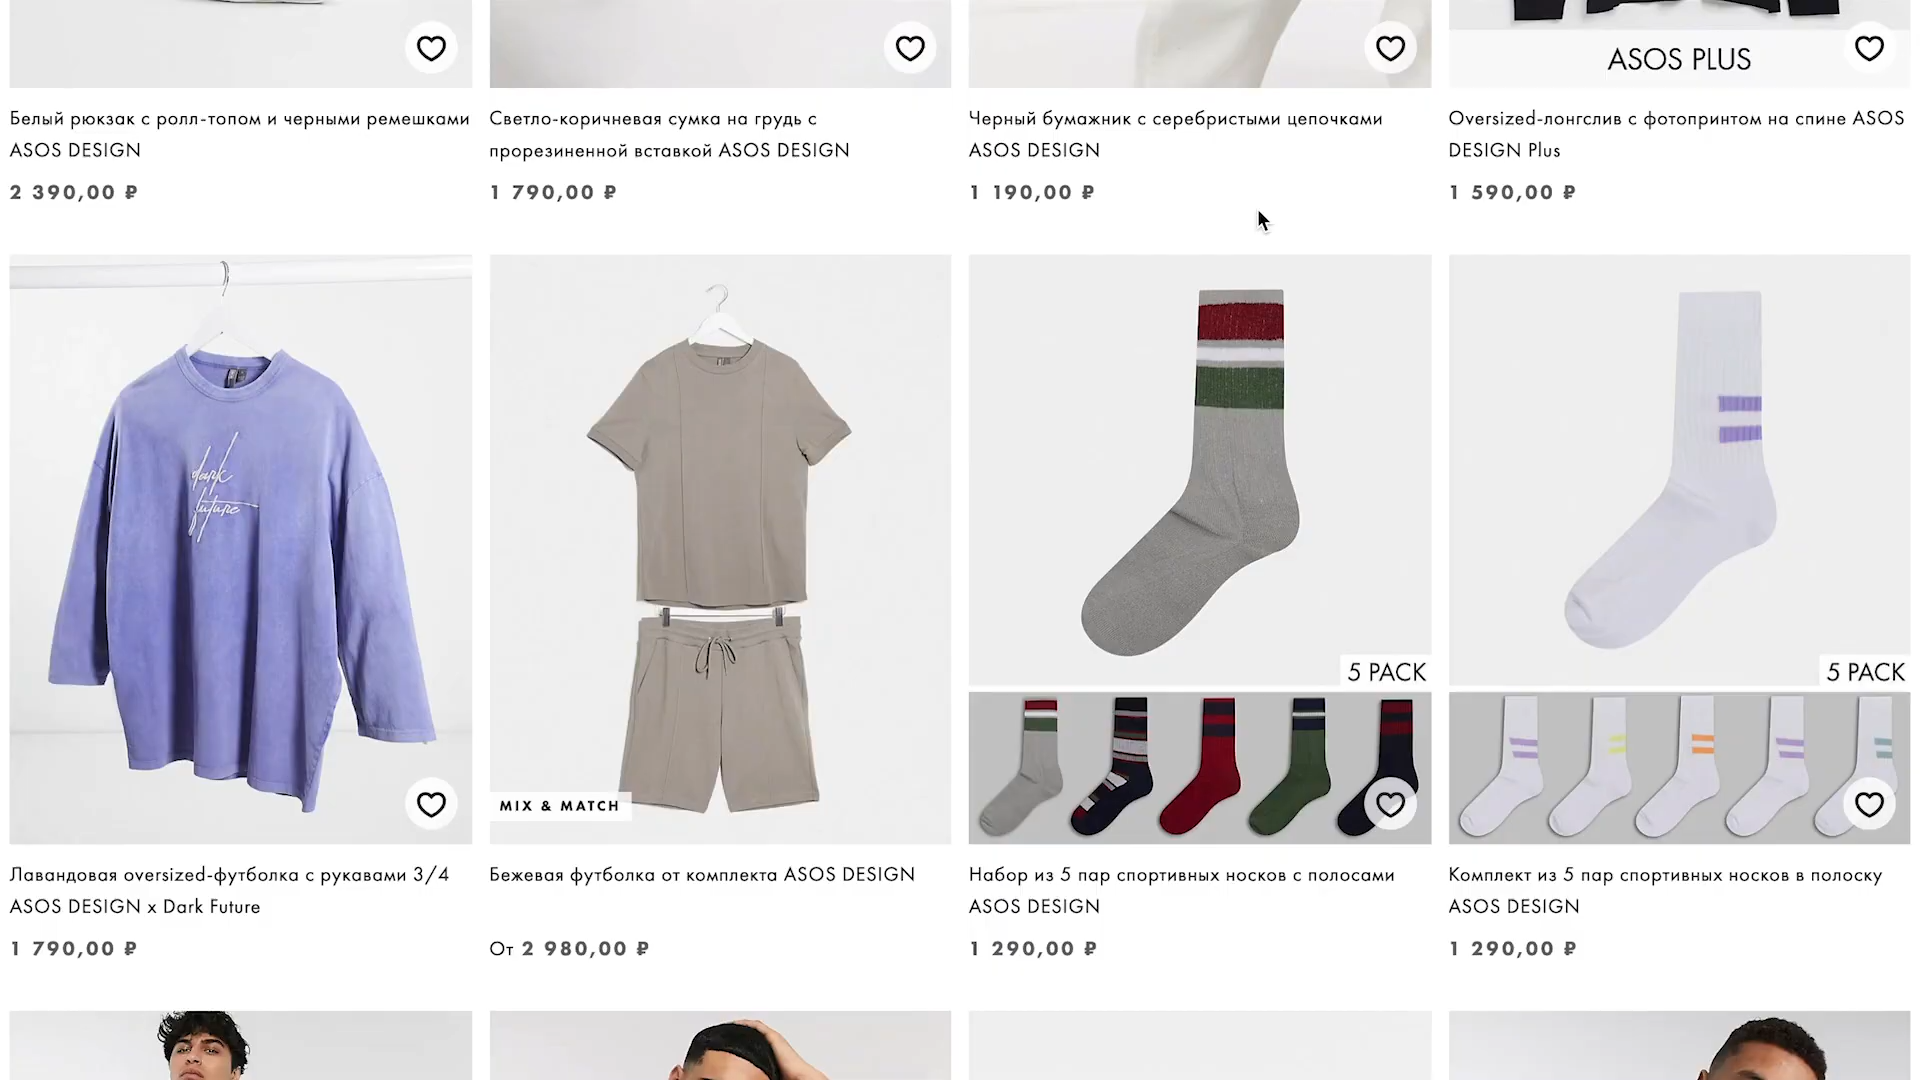 ASOS PLUS
Белый рюкзак с ролл-топом и черными ремешками
ASOS DESIGN
2 390,00 ₽
Светло-коричневая сумка на грудь с
прорезиненной вставкой ASOS DESIGN
1 790,00 ₽
Черный бумажник с серебристыми цепочками
ASOS DESIGN
1 190,00 ₽
Oversized-лонгслив с фотопринтом на спине ASOS
DESIGN Plus
1 590,00 ₽
dark
future
MIX & MATCH
5 PACK
5 PACK
Лавандовая oversized-футболка с рукавами 3/4
ASOS DESIGN x Dark Future
1 790,00 ₽
Бежевая футболка от комплекта ASOS DESIGN
От 2 980,00 ₽
Набор из 5 пар спортивных носков с полосами
ASOS DESIGN
1 290,00 ₽
Комплект из 5 пар спортивных носков в полоску
ASOS DESIGN
1 290,00 ₽